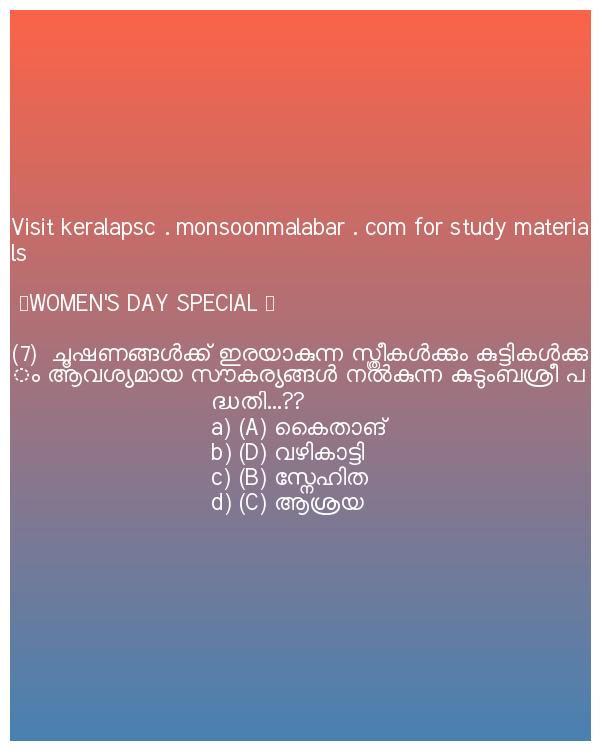 Visit keralapsc . monsoonmalabar . com for study materia
ls
WOMEN'S DAY SPECIAL
(7) ചൂഷണങ്ങൾക്ക് ഇരയാകുന്ന സ്ത്രീകൾക്കും കുട്ടികൾക്കു
ം ആവശ്യമായ സൗകര്യങ്ങൾ നൽകുന്ന കുടുംബശ്രീ പ
ദ്ധതി...??
a) (A) കൈതാങ്
b) (D) വഴികാട്ടി
c) (B) സ്നേഹിത
d) (C) ആശ്രയ